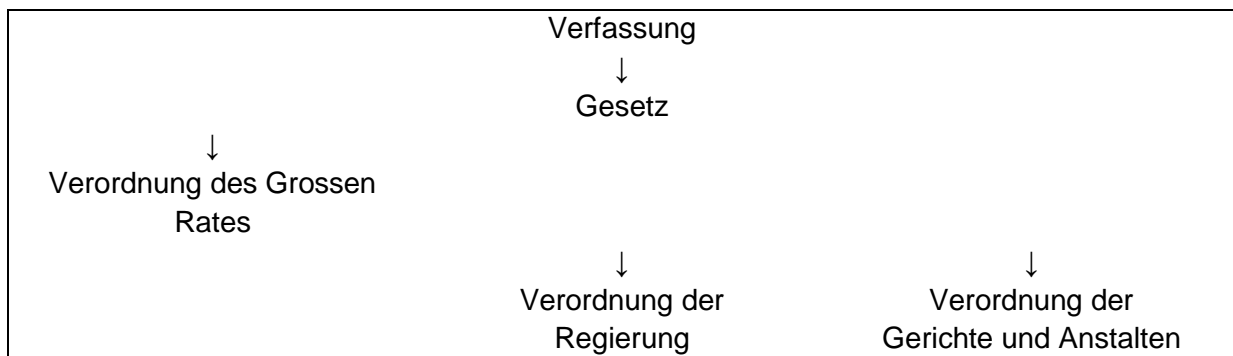 Verfassung
↓
Gesetz
↓
Verordnung des Grossen
Rates
↓ ↓
Verordnung der Verordnung der
Regierung Gerichte und Anstalten